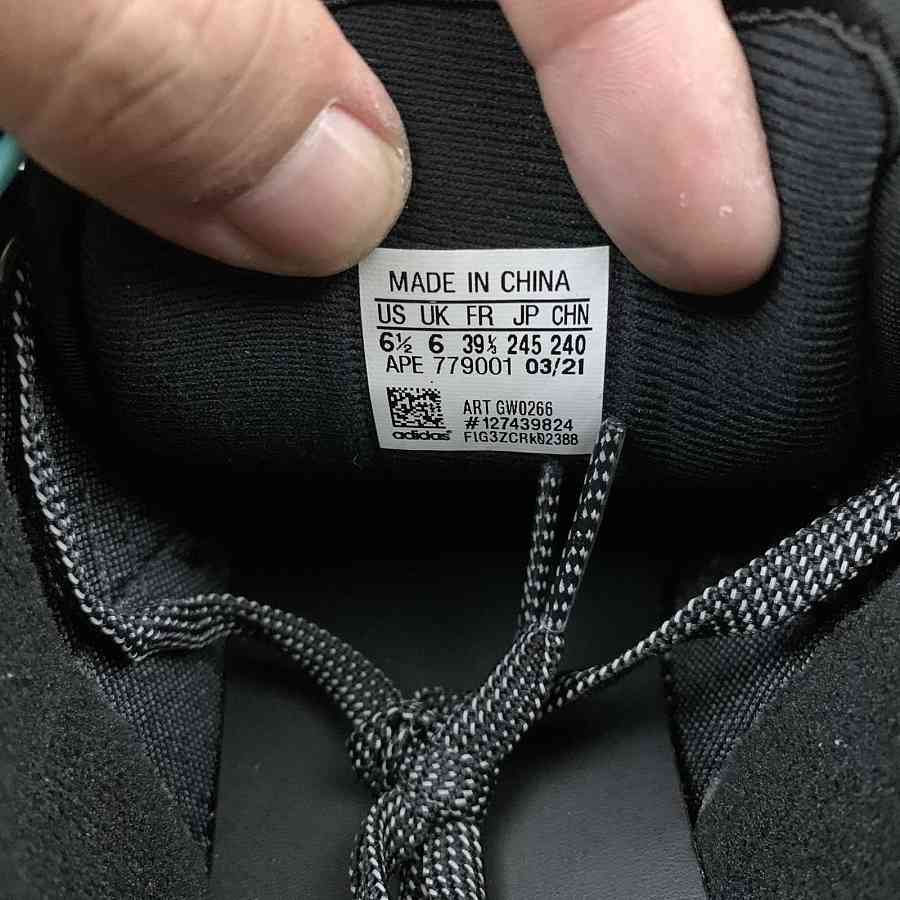 MADE IN CHINA
US UK FR JP CHN
6½ 6 39⅓ 245 240
APE 779001 03/21
ART GW0266
#127439824
adidas® F1G3ZCRk02388